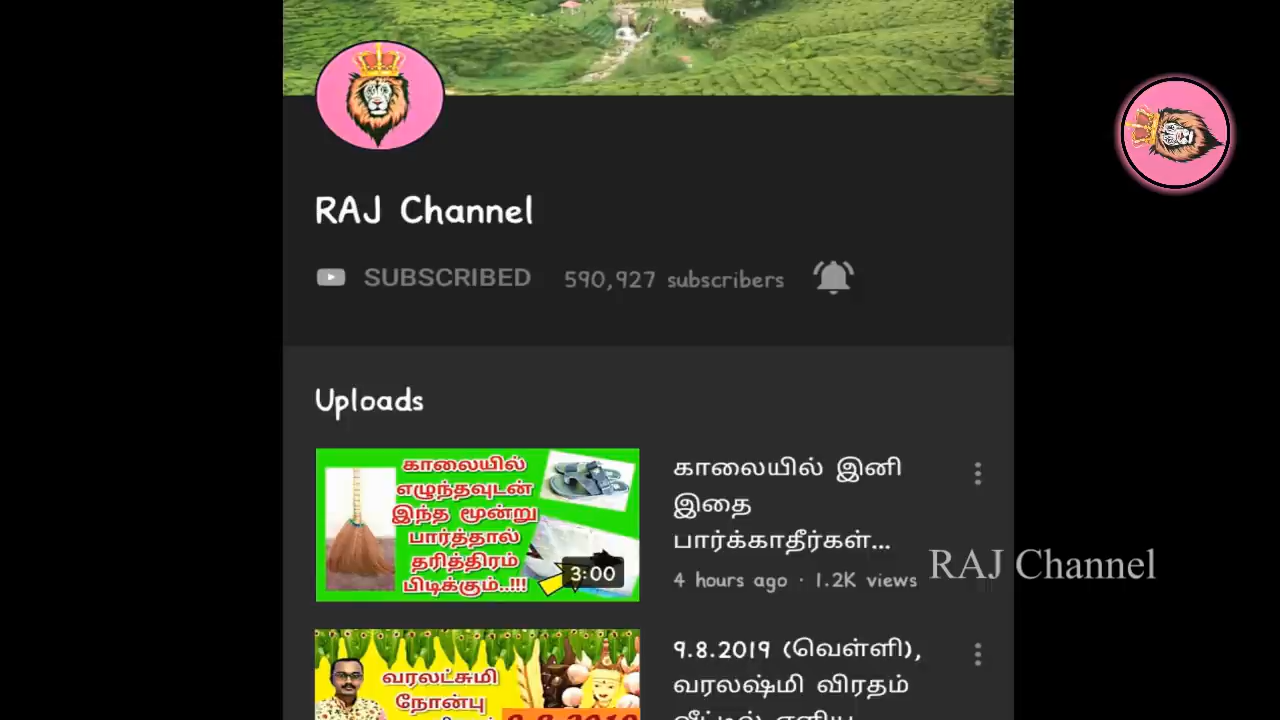 RAJ Channel
SUBSCRIBED 590,927 subscribers
Uploads
காலையில்
எழுந்தவுடன்
இந்த மூன்று
பார்த்தால்
தரித்திரம்
பிடிக்கும்..!!!
3:00
காலையில் இனி
இதை
பார்க்காதீர்கள்...
4 hours ago · 1.2K views
RAJ Channel
வரலட்சுமி
நோன்பு
9.8.2019 (வெள்ளி),
வரலஷ்மி விரதம்